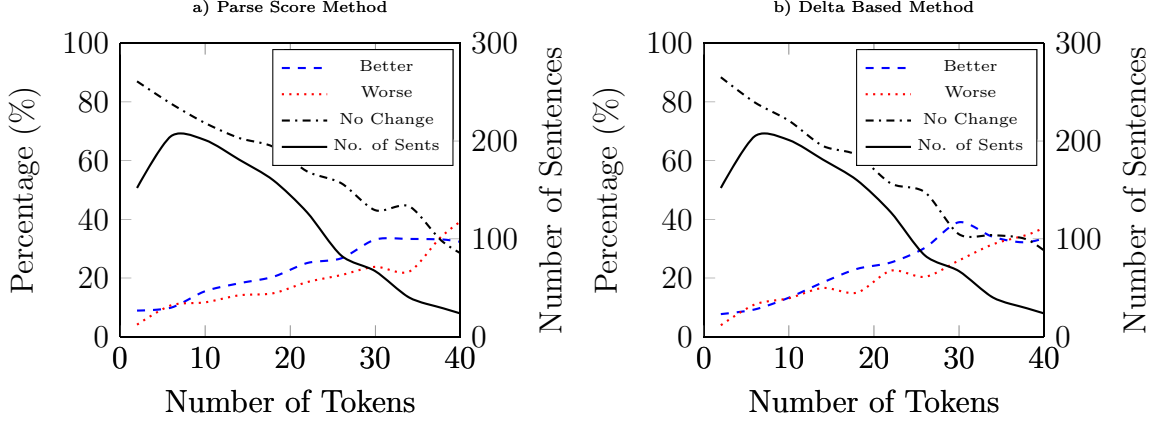 a) Parse Score Method
100
80
60
40
20
0
Percentage (%)
300
200
100
0
Number of Sentences
Better
Worse
No Change
No. of Sents
0 10 20 30 40
Number of Tokens
b) Delta Based Method
100
80
60
40
20
0
Percentage (%)
300
200
100
0
Number of Sentences
Better
Worse
No Change
No. of Sents
0 10 20 30 40
Number of Tokens